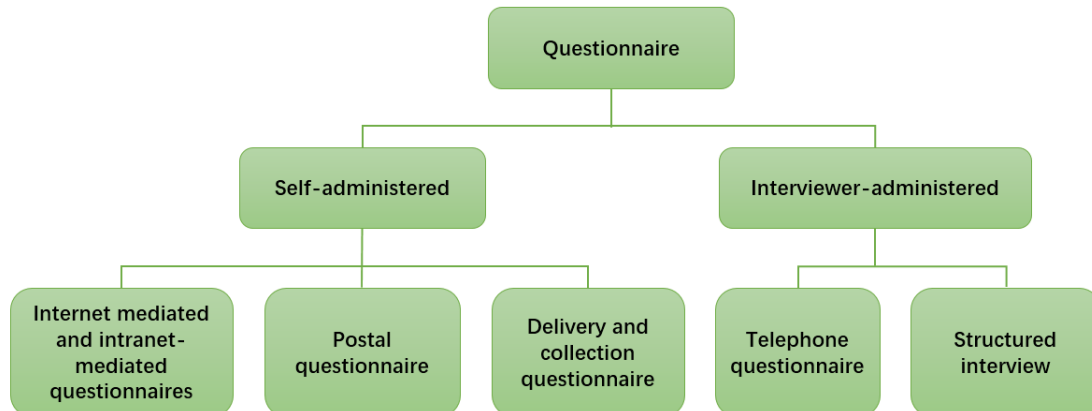 Questionnaire
Self-administered
Interviewer-administered
Internet mediated
and intranet-
mediated
questionnaires
Postal
questionnaire
Delivery and
collection
questionnaire
Telephone
questionnaire
Structured
interview